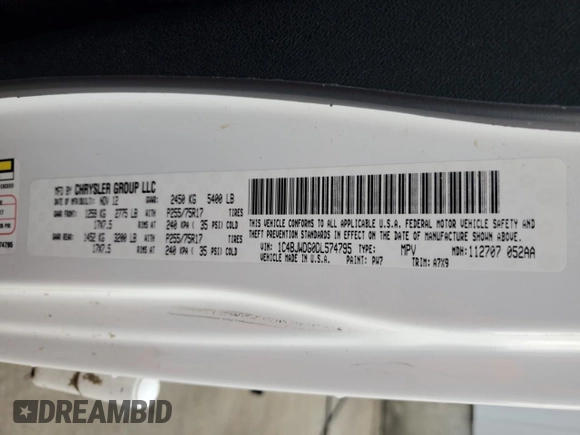 MFD BY CHRYSLER GROUP LLC
DATE OF MFR/MOBILITY: NOV 12 GVWR: 2450 KG 5400 LB
GAWR FRONT: 1259 KG 2775 LB WITH P255/75R17 TIRES
17X7.5 RIMS AT 240 KPA ( 35 PSI) COLD
GAWR REAR: 1452 KG 3200 LB WITH P255/75R17 TIRES
17X7.5 RIMS AT 240 KPA ( 35 PSI) COLD
THIS VEHICLE CONFORMS TO ALL APPLICABLE U.S.A. FEDERAL MOTOR VEHICLE SAFETY AND
THEFT PREVENTION STANDARDS IN EFFECT ON THE DATE OF MANUFACTURE SHOWN ABOVE.
VIN: 1C4BJWDG0DL574795 TYPE: MPV MDH: 112707 052AA
VEHICLE MADE IN U.S.A. PAINT: PW7 TRIM: A7X9
74795
DREAMBID